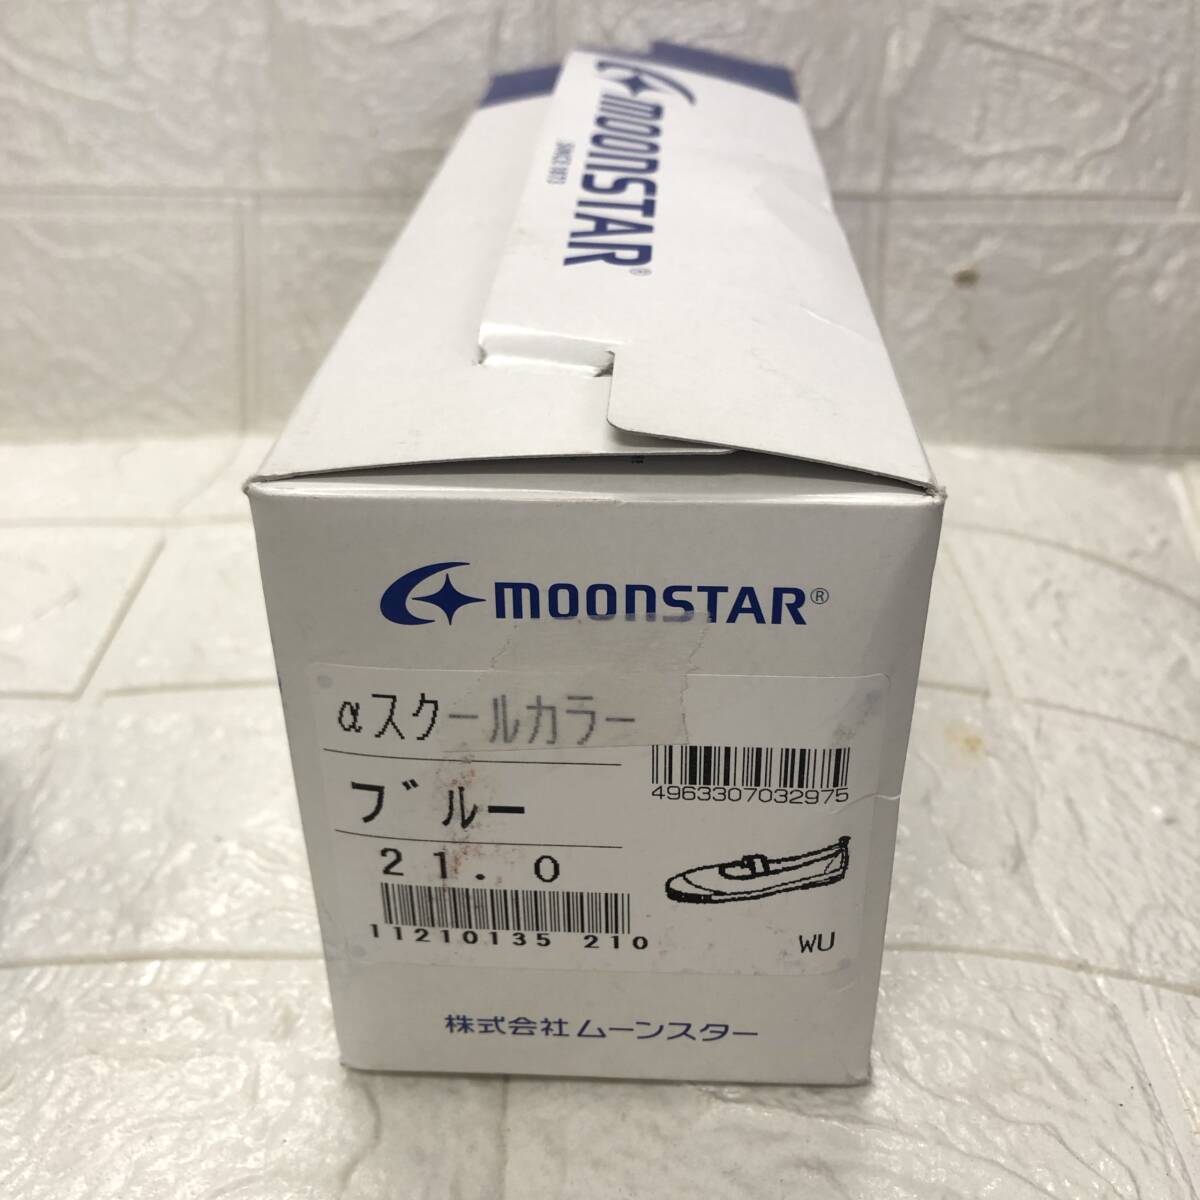 MOONSTAR®
SINCE 1873
MOONSTAR®
αスクールカラー
4963307032975
ブルー
21.0
11210135 210
WU
株式会社ムーンスター